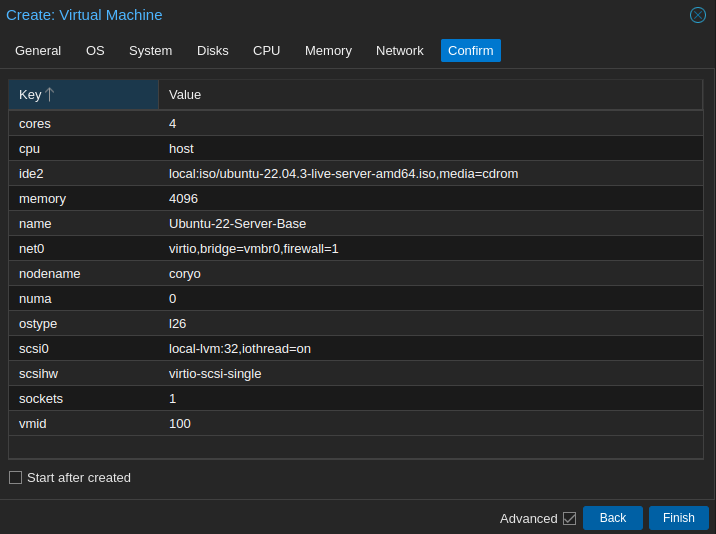 Create: Virtual Machine
General OS System Disks CPU Memory Network Confirm
Key Value
cores 4
cpu host
ide2 local:iso/ubuntu-22.04.3-live-server-amd64.iso,media=cdrom
memory 4096
name Ubuntu-22-Server-Base
net0 virtio,bridge=vmbr0,firewall=1
nodename coryo
numa 0
ostype l26
scsi0 local-lvm:32,iothread=on
scsihw virtio-scsi-single
sockets 1
vmid 100
Start after created
Advanced Back Finish